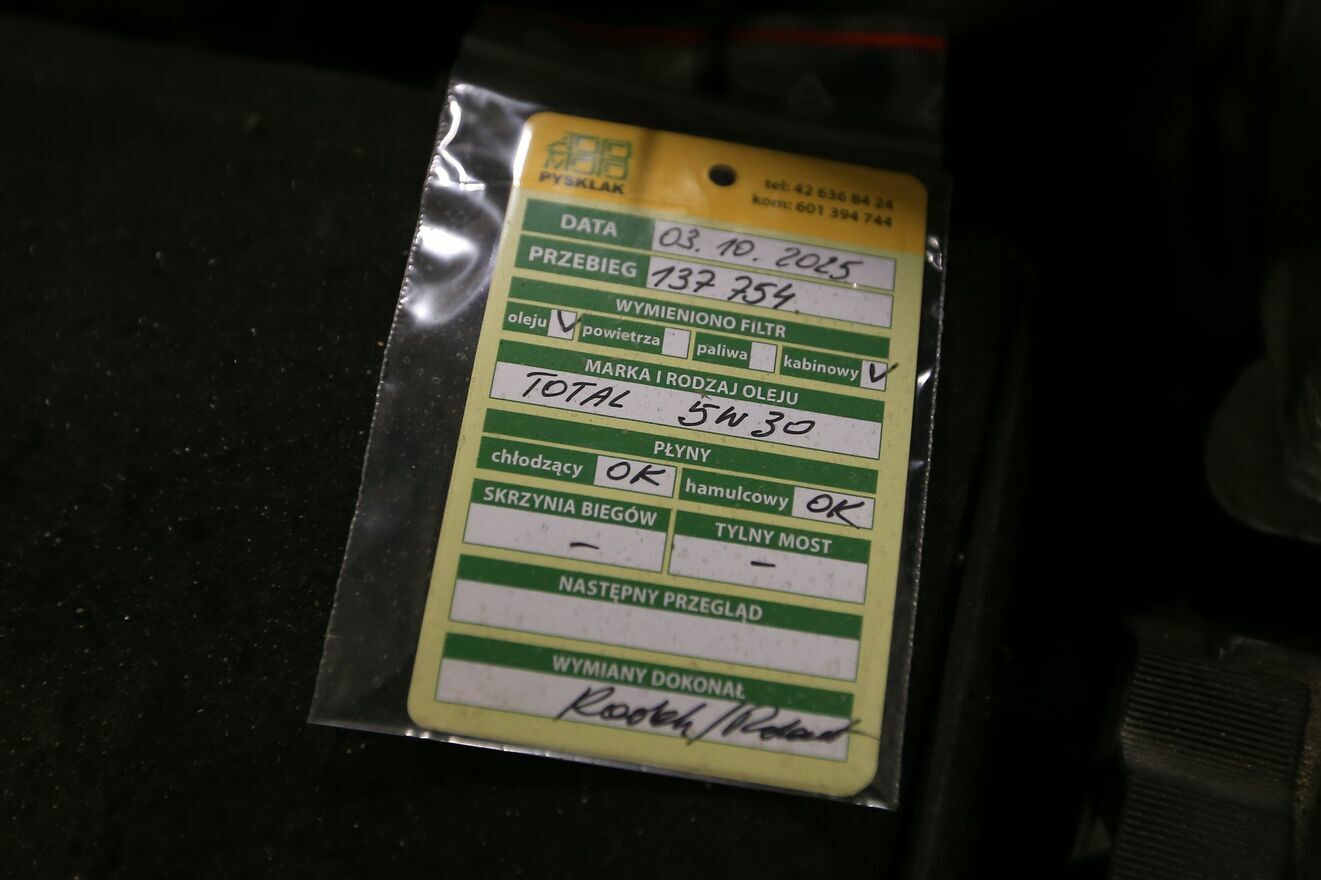 PYSKLAK
tel: 42 636 84 24
kom: 601 394 744
DATA 03. 10. 2025
PRZEBIEG 137 754.
WYMIENIONO FILTR
oleju V powietrza paliwa kabinowy V
MARKA I RODZAJ OLEJU
TOTAL 5W30
PŁYNY
chłodzący OK hamulcowy OK
SKRZYNIA BIEGÓW TYLNY MOST
– –
NASTĘPNY PRZEGLĄD
WYMIANY DOKONAŁ